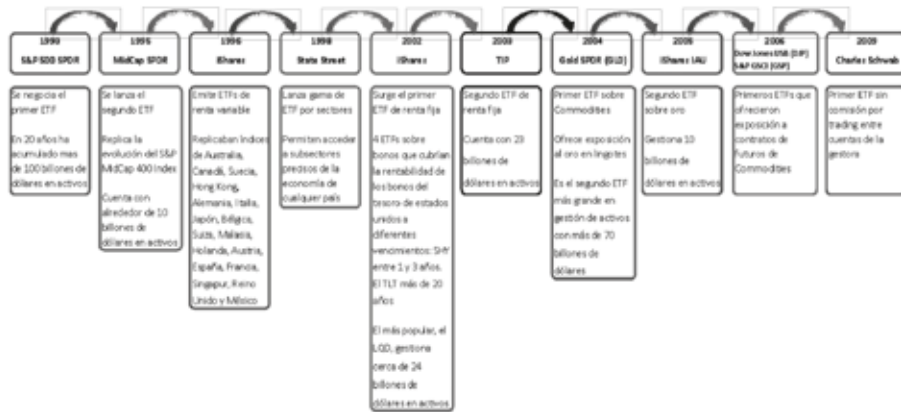 1993
S&P 500 SPDR
Se negocia el
primer ETF
En 20 años ha
acumulado mas
de 100 billones de
dólares en activos
1995
MidCap SPDR
Se lanza el
segundo ETF
Replica la
evolución del S&P
MidCap 400 Index
Cuenta con
alrededor de 10
billones de
dólares en activos
1996
iShares
Emite ETFs de
renta variable
Replicaban índices
de Australia,
Canadá, Suecia,
Hong Kong,
Alemania, Italia,
Japón, Bélgica,
Suiza, Malasia,
Holanda, Austria,
España, Francia,
Singapur, Reino
Unido y México
1998
State Street
Lanza gama de
ETF por sectores
Permiten acceder
a subsectores
precisos de la
economía de
cualquier país
2002
iShares
Surge el primer
ETF de renta fija
4 ETFs sobre
bonos que cubrían
la rentabilidad de
los bonos del
tesoro de estados
unidos a
diferentes
vencimientos: SHY
entre 1 y 3 años.
El TLT más de 20
años
El más popular, el
LQD, gestiona
cerca de 24
billones de
dólares en activos
2003
TIP
Segundo ETF de
renta fija
Cuenta con 23
billones de
dólares en activos
2004
Gold SPDR (GLD)
Primer ETF sobre
Commodities
Ofrece exposición
al oro en lingotes
Es el segundo ETF
más grande en
gestión de activos
con más de 70
billones de
dólares
2005
iShares IAU
Segundo ETF
sobre oro
Gestiona 10
billones de
dólares en activos
2006
Dow Jones USB (DJP)
S&P GSCI (GSP)
Primeros ETFs que
ofrecieron
exposición a
contratos de
futuros de
Commodities
2009
Charles Schwab
Primer ETF sin
comisión por
trading entre
cuentas de la
gestora